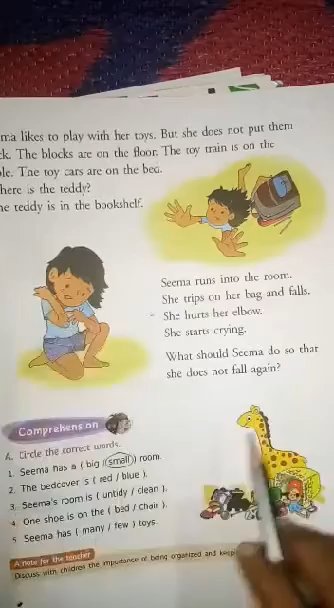 ma likes to play with her toys. But she does not put them
ck. The blocks are on the floor. The toy train is on the
ble. The toy cars are on the bed.
here is the teddy?
he teddy is in the bookshelf.
Seema runs into the room.
She trips on her bag and falls.
She hurts her elbow.
She starts crying.
What should Seema do so that
she does not fall again?
Comprehension
A. Circle the correct words.
1. Seema has a ( big / small ) room.
2. The bedcover is ( red / blue ).
3. Seema's room is ( untidy / clean ).
4. One shoe is on the ( bed / chair ).
5. Seema has ( many / few ) toys.
A note for the teacher
Discuss with children the importance of being organized and keepi